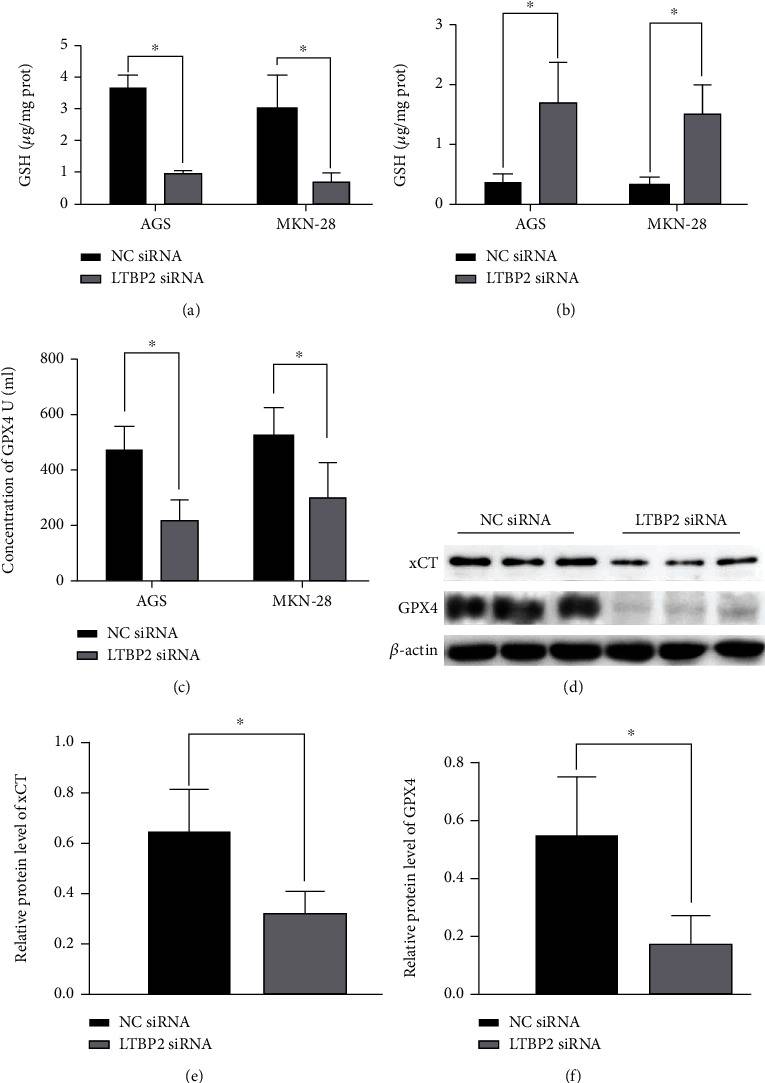 GSH (μg/mg prot)
5
4
3
2
1
0
*
*
AGS
MKN-28
NC siRNA
LTBP2 siRNA
(a)
GSH (μg/mg prot)
3
2
1
0
*
*
AGS
MKN-28
NC siRNA
LTBP2 siRNA
(b)
Concentration of GPX4 U (ml)
800
600
400
200
0
*
*
AGS
MKN-28
NC siRNA
LTBP2 siRNA
(c)
NC siRNA
LTBP2 siRNA
xCT
GPX4
β-actin
(d)
Relative protein level of xCT
1.0
0.8
0.6
0.4
0.2
0.0
*
NC siRNA
LTBP2 siRNA
(e)
Relative protein level of GPX4
0.8
0.6
0.4
0.2
0.0
*
NC siRNA
LTBP2 siRNA
(f)